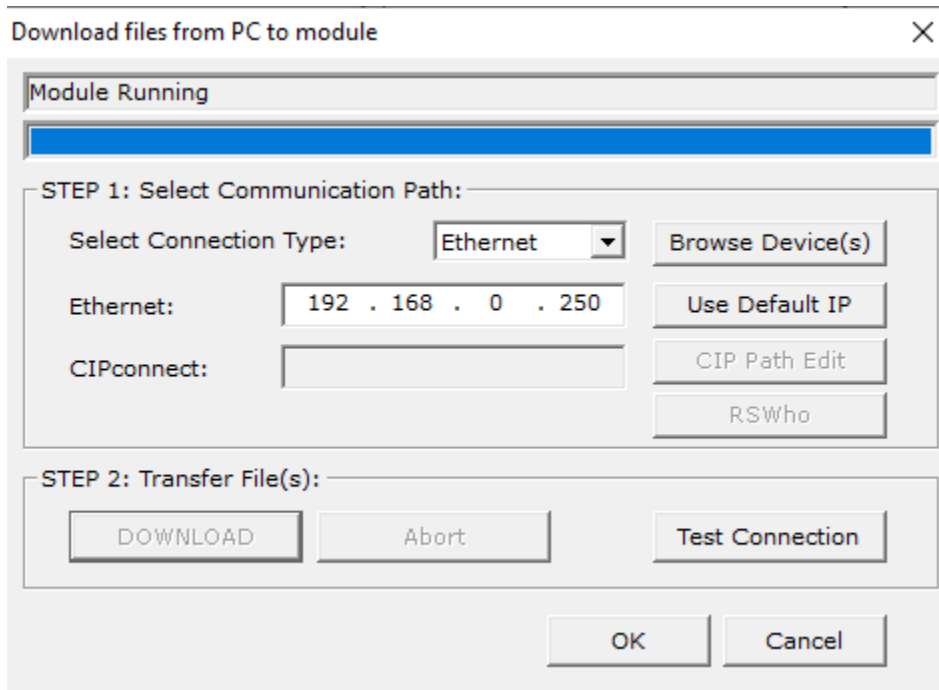 Download files from PC to module
Module Running
STEP 1: Select Communication Path:
Select Connection Type: Ethernet Browse Device(s)
Ethernet: 192 . 168 . 0 . 250 Use Default IP
CIPconnect: CIP Path Edit
RSWho
STEP 2: Transfer File(s):
DOWNLOAD Abort Test Connection
OK Cancel